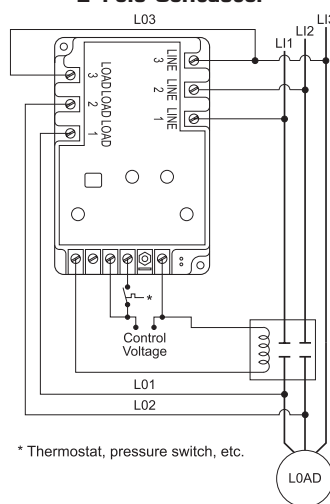 2 Pole Contactor
L03
LI1
LI2
LI3
3 LOAD
2 LOAD
1 LOAD
3 LINE
2 LINE
1 LINE
*
Control
Voltage
L01
L02
* Thermostat, pressure switch, etc.
L0AD